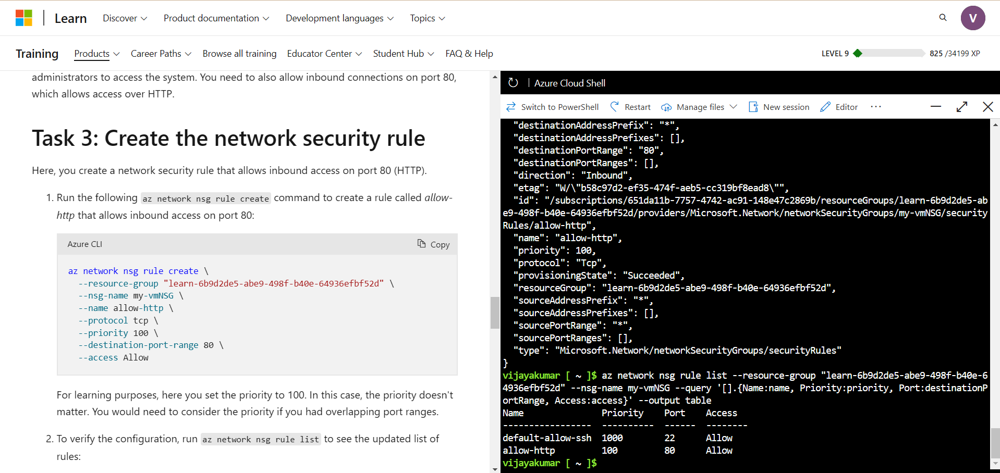 Learn
Discover
Product documentation
Development languages
Topics
V
Training
Products
Career Paths
Browse all training
Educator Center
Student Hub
FAQ & Help
LEVEL 9
825 /34199 XP
administrators to access the system. You need to also allow inbound connections on port 80,
which allows access over HTTP.
Task 3: Create the network security rule
Here, you create a network security rule that allows inbound access on port 80 (HTTP).
1. Run the following az network nsg rule create command to create a rule called allow-
http that allows inbound access on port 80:
Azure CLI
Copy
az network nsg rule create \
--resource-group "learn-6b9d2de5-abe9-498f-b40e-64936efbf52d" \
--nsg-name my-vmNSG \
--name allow-http \
--protocol tcp \
--priority 100 \
--destination-port-range 80 \
--access Allow
For learning purposes, here you set the priority to 100. In this case, the priority doesn't
matter. You would need to consider the priority if you had overlapping port ranges.
2. To verify the configuration, run az network nsg rule list to see the updated list of
rules:
Azure Cloud Shell
Switch to PowerShell
Restart
Manage files
New session
Editor
"destinationAddressPrefix": "*",
"destinationAddressPrefixes": [],
"destinationPortRange": "80",
"destinationPortRanges": [],
"direction": "Inbound",
"etag": "W/\"b58c97d2-ef35-474f-aeb5-cc319bf8ead8\"",
"id": "/subscriptions/651da11b-7757-4742-ac91-148e47c2869b/resourceGroups/learn-6b9d2de5-ab
e9-498f-b40e-64936efbf52d/providers/Microsoft.Network/networkSecurityGroups/my-vmNSG/security
Rules/allow-http",
"name": "allow-http",
"priority": 100,
"protocol": "Tcp",
"provisioningState": "Succeeded",
"resourceGroup": "learn-6b9d2de5-abe9-498f-b40e-64936efbf52d",
"sourceAddressPrefix": "*",
"sourceAddressPrefixes": [],
"sourcePortRange": "*",
"sourcePortRanges": [],
"type": "Microsoft.Network/networkSecurityGroups/securityRules"
}
vijayakumar [ ~ ]$ az network nsg rule list --resource-group "learn-6b9d2de5-abe9-498f-b40e-6
4936efbf52d" --nsg-name my-vmNSG --query '[].{Name:name, Priority:priority, Port:destinationP
ortRange, Access:access}' --output table
Name Priority Port Access
----------------- ---------- ------ --------
default-allow-ssh 1000 22 Allow
allow-http 100 80 Allow
vijayakumar [ ~ ]$